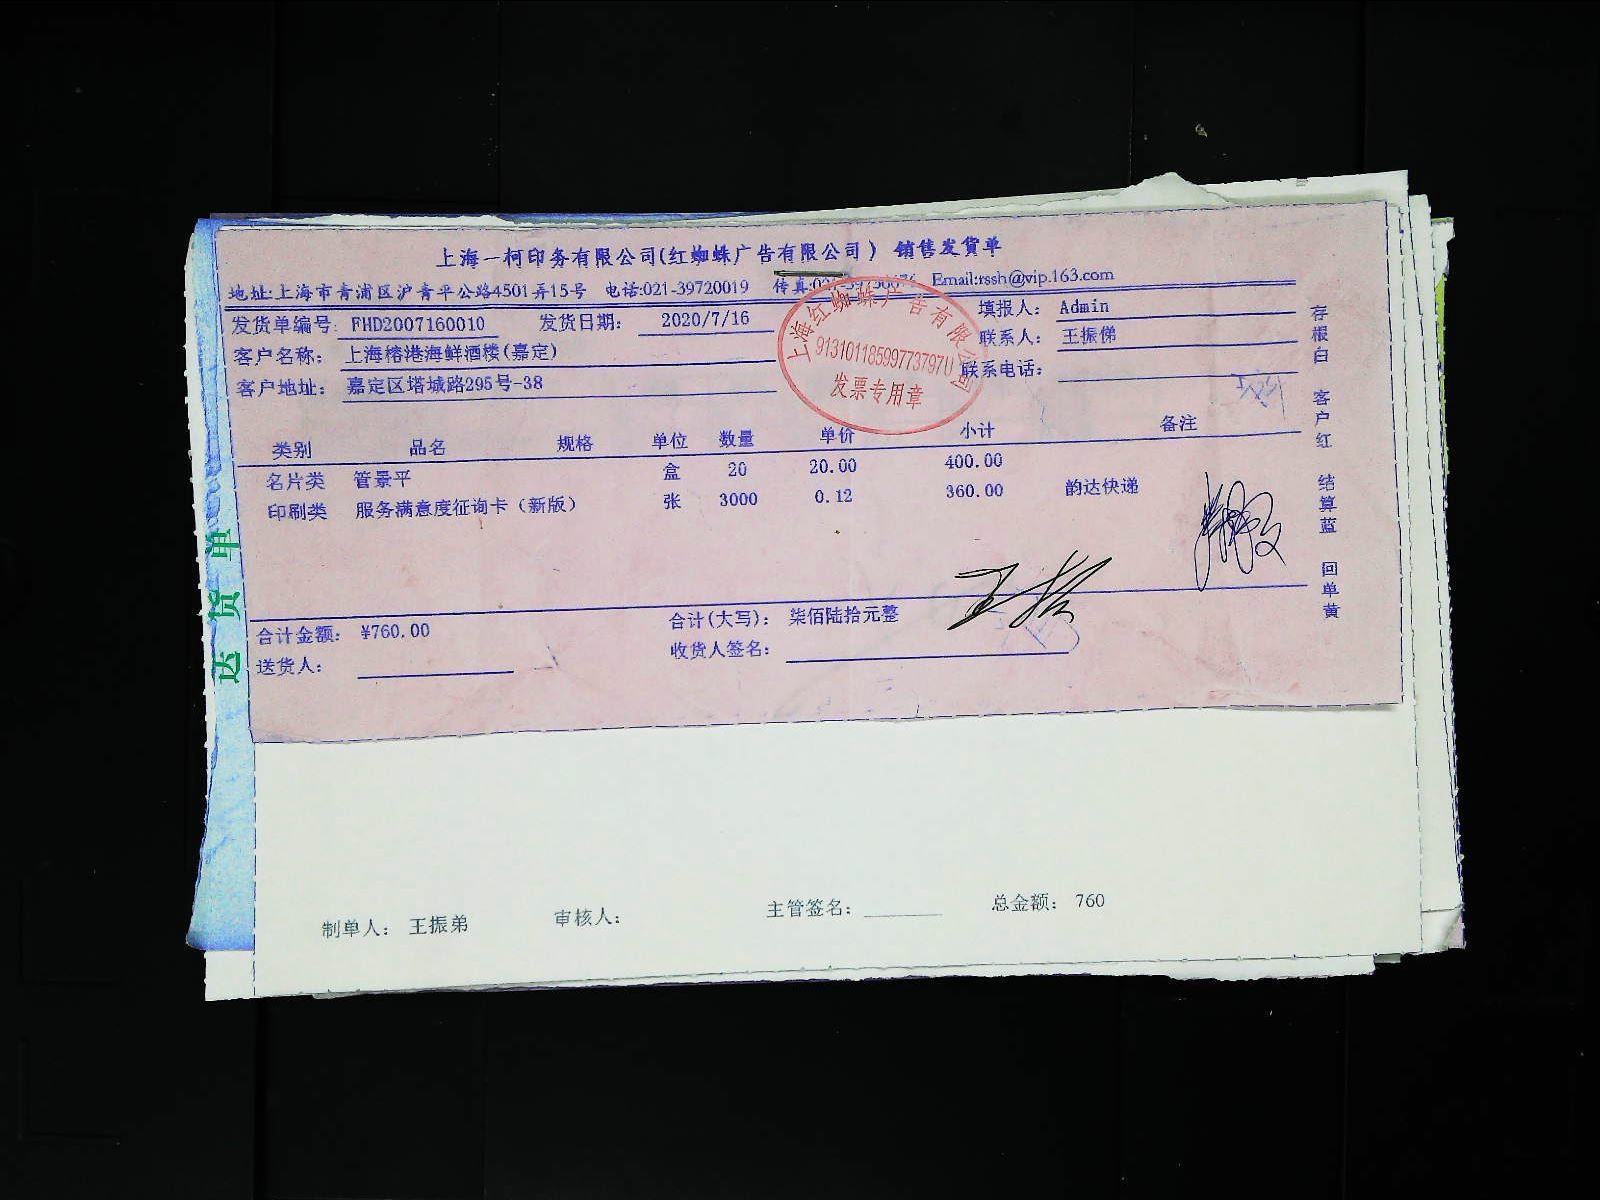 上海一柯印务有限公司(红蜘蛛广告有限公司) 销售发货单
地址:上海市青浦区沪青平公路4501弄15号 电话:021-39720019 传真:02 Email:rssh@vip.163.com
发货单编号: FHD2007160010 发货日期: 2020/7/16 填报人: Admin
客户名称: 上海榕港海鲜酒楼(嘉定) 联系人: 王振俤
客户地址: 嘉定区塔城路295号-38 联系电话:
上海红蜘蛛广告有限公司
91310118599773797U
发票专用章
类别 品名 规格 单位 数量 单价 小计 备注
名片类 管景平 盒 20 20.00 400.00
印刷类 服务满意度征询卡（新版） 张 3000 0.12 360.00 韵达快递
合计金额: ¥760.00 合计(大写): 柒佰陆拾元整
送货人: 收货人签名: 王振
存根白 客户红 结算蓝 回单黄
送货单
制单人: 王振弟 审核人: 主管签名: 总金额: 760